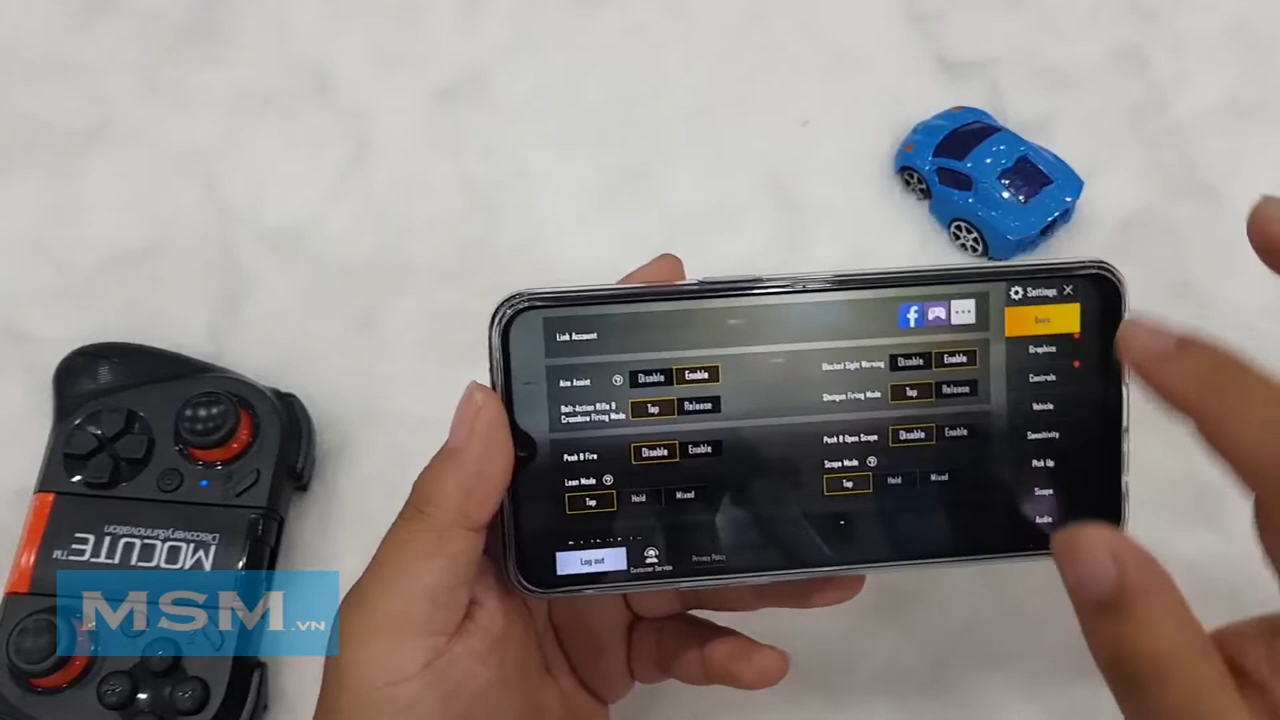 Settings
Link Account
Basic
Graphics
Controls
Vehicle
Sensitivity
Pick Up
Scope
Audio
Aim Assist
Disable
Enable
Blocked Sight Warning
Disable
Enable
Bolt-Action Rifle &
Crossbow Firing Mode
Tap
Release
Shotgun Firing Mode
Tap
Release
Peek & Fire
Disable
Enable
Peek & Open Scope
Disable
Enable
Lean Mode
Tap
Hold
Mixed
Scope Mode
Tap
Hold
Mixed
Log out
Customer Service
Privacy Policy
MOCUTE™
Discovery&innovation
MSM.VN